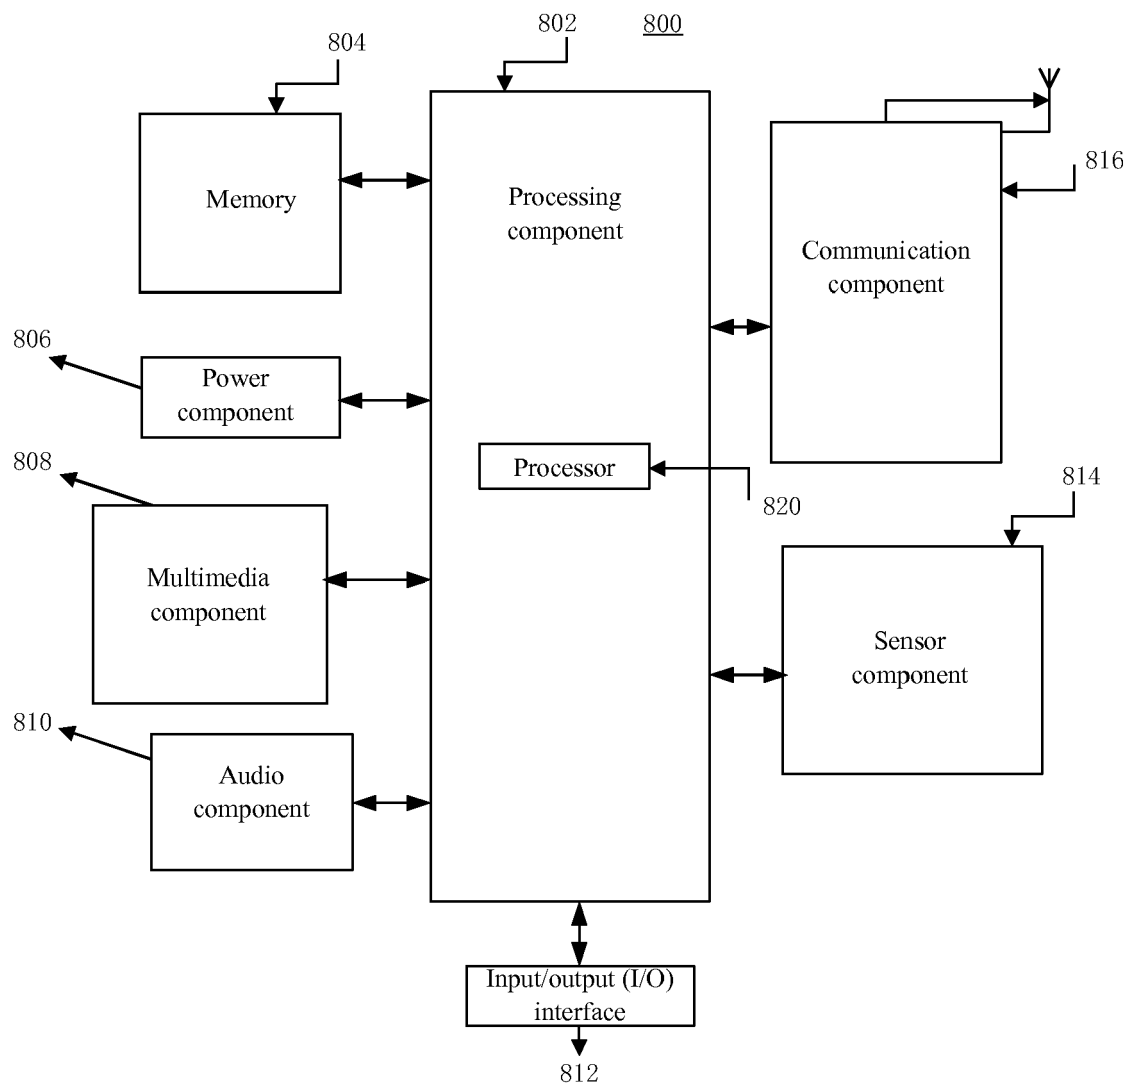 802
800
804
816
Memory
Processing
component
Communication
component
806
Power
component
808
Processor
820
814
Multimedia
component
Sensor
component
810
Audio
component
Input/output (I/O)
interface
812